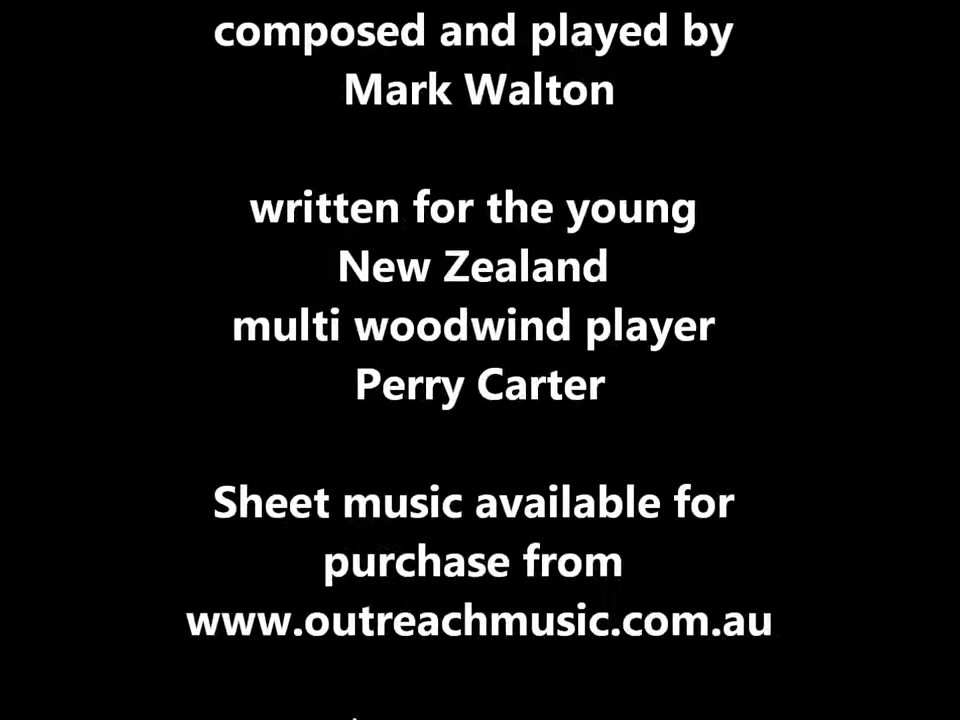 composed and played by
Mark Walton
written for the young
New Zealand
multi woodwind player
Perry Carter
Sheet music available for
purchase from
www.outreachmusic.com.au